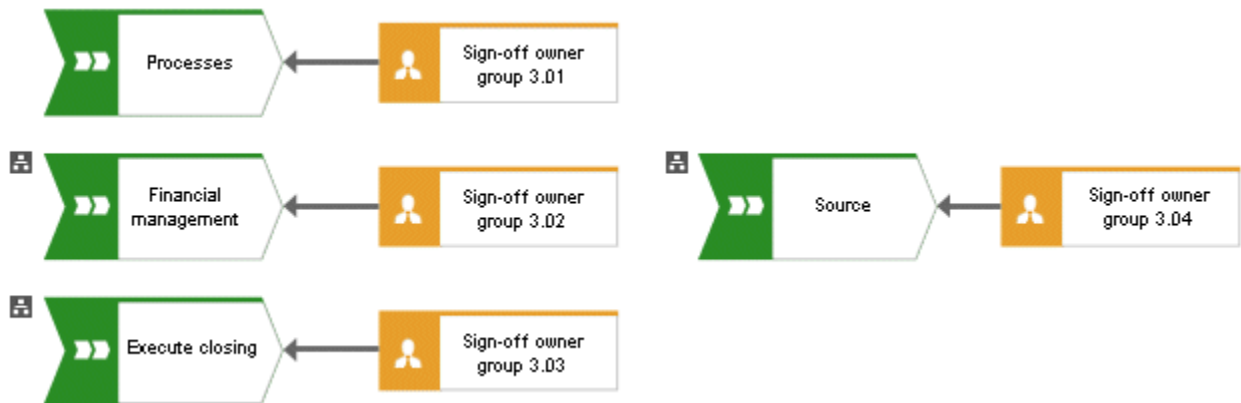 Processes
Sign-off owner
group 3.01
Financial
management
Sign-off owner
group 3.02
Source
Sign-off owner
group 3.04
Execute closing
Sign-off owner
group 3.03